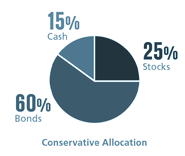 15%
Cash
25%
Stocks
60%
Bonds
Conservative Allocation